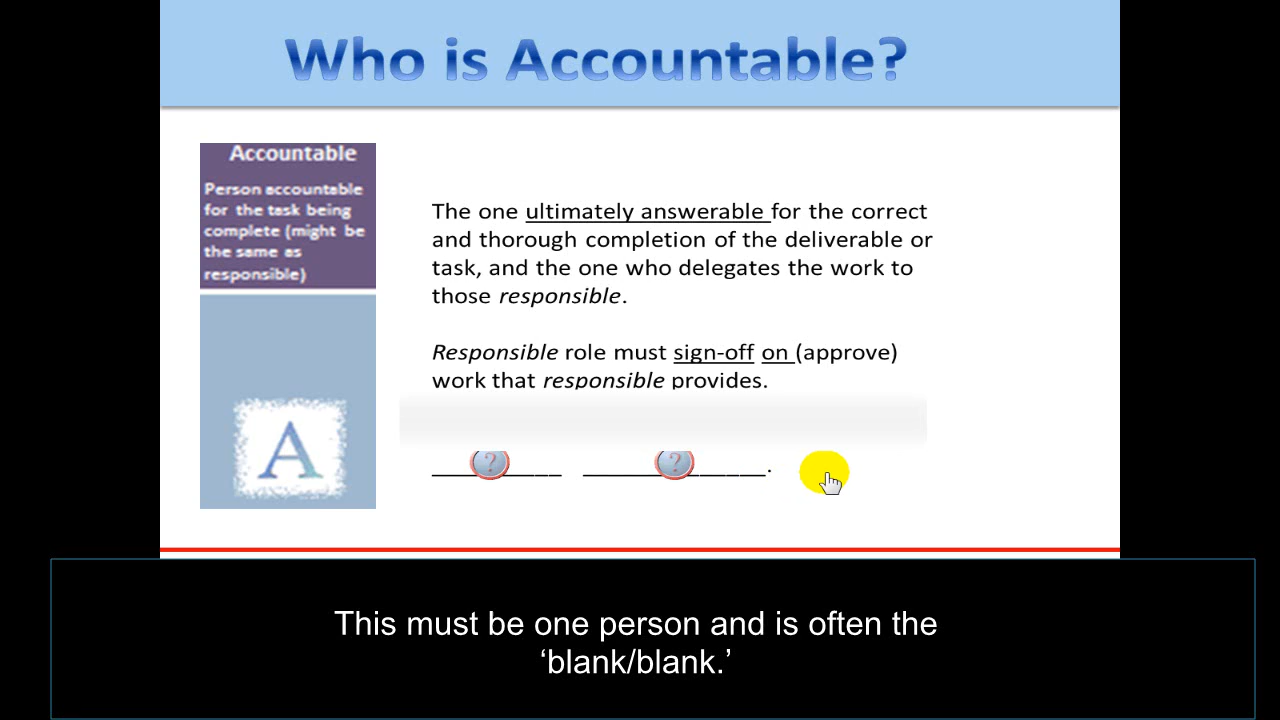 Who is Accountable?
Accountable
Person accountable
for the task being
complete (might be
the same as
responsible)
A
The one ultimately answerable for the correct
and thorough completion of the deliverable or
task, and the one who delegates the work to
those responsible.
Responsible role must sign-off on (approve)
work that responsible provides.
? ? .
This must be one person and is often the
‘blank/blank.’